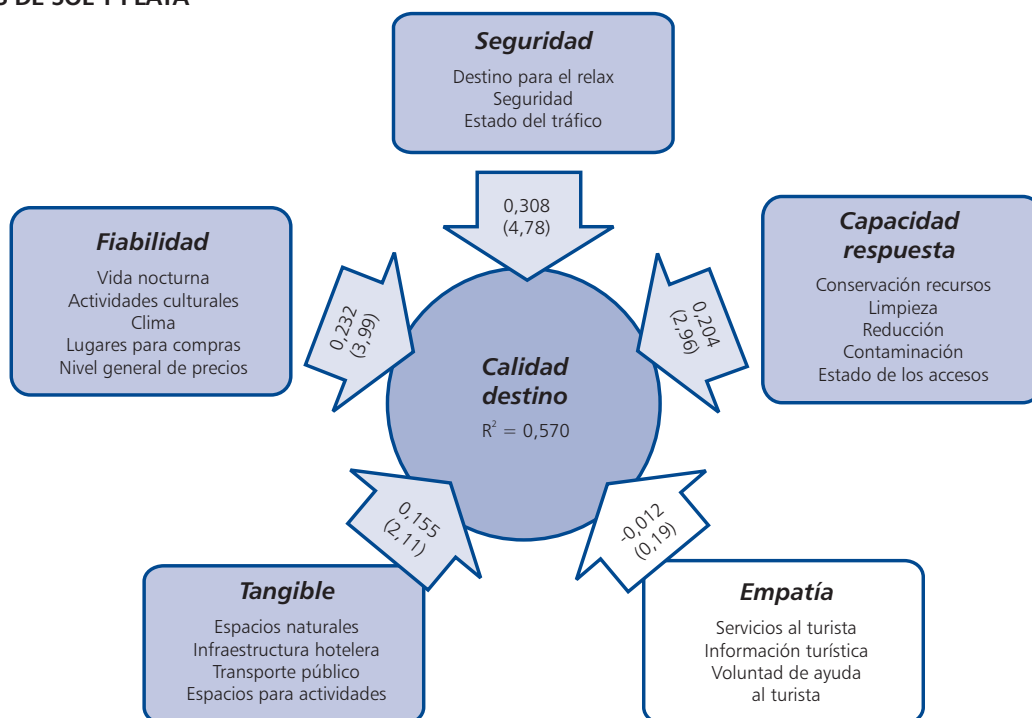 DE SOL Y PLAYA
Seguridad
Destino para el relax
Seguridad
Estado del tráfico
0,308
(4,78)
Fiabilidad
Vida nocturna
Actividades culturales
Clima
Lugares para compras
Nivel general de precios
0,232
(3,99)
Capacidad
respuesta
Conservación recursos
Limpieza
Reducción
Contaminación
Estado de los accesos
0,204
(2,96)
Calidad
destino
R² = 0,570
0,155
(2,11)
-0,012
(0,19)
Tangible
Espacios naturales
Infraestructura hotelera
Transporte público
Espacios para actividades
Empatía
Servicios al turista
Información turística
Voluntad de ayuda
al turista